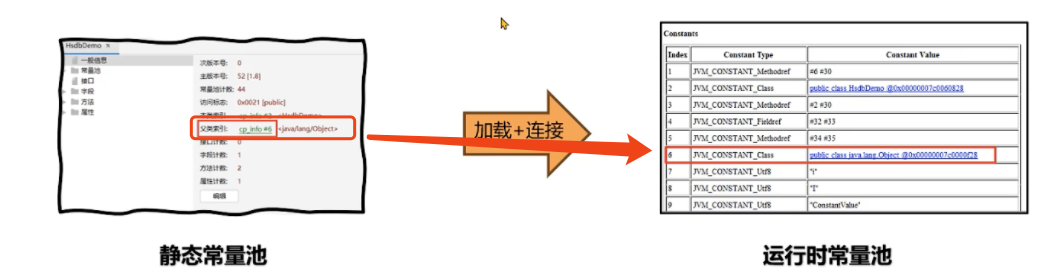 HsdbDemo ×
一般信息
常量池
接口
字段
方法
属性
次版本号: 0
主版本号: 52 [1.8]
常量池计数: 44
访问标志: 0x0021 [public]
本类索引: cp_info #2 <HsdbDemo>
父类索引: cp_info #6 <java/lang/Object>
接口计数: 0
字段计数: 1
方法计数: 2
属性计数: 1
编辑
静态常量池
加载+连接
Constants
Index Constant Type Constant Value
1 JVM_CONSTANT_Methodref #6 #30
2 JVM_CONSTANT_Class public class HsdbDemo @0x00000007c0060828
3 JVM_CONSTANT_Methodref #2 #30
4 JVM_CONSTANT_Fieldref #32 #33
5 JVM_CONSTANT_Methodref #34 #35
6 JVM_CONSTANT_Class public class java.lang.Object @0x00000007c0000f28
7 JVM_CONSTANT_Utf8 "i"
8 JVM_CONSTANT_Utf8 "I"
9 JVM_CONSTANT_Utf8 "ConstantValue"
运行时常量池